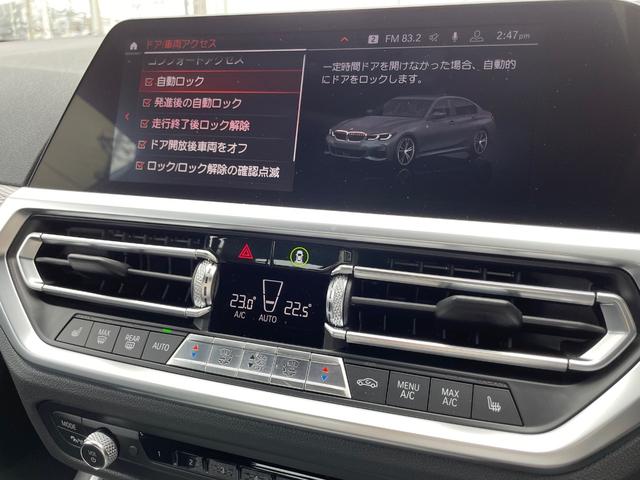 ドア/車両アクセス
2 FM 83.2 2:47pm
コンフォートアクセス
自動ロック
発進後の自動ロック
走行終了後ロック解除
ドア開放後車両をオフ
ロック/ロック解除の確認点滅
一定時間ドアを開けなかった場合、自動的
にドアをロックします。
23.0° 22.5°
A/C AUTO
MAX
REAR
AUTO
MENU
A/C
MAX
A/C
MODE
VOL
1 2